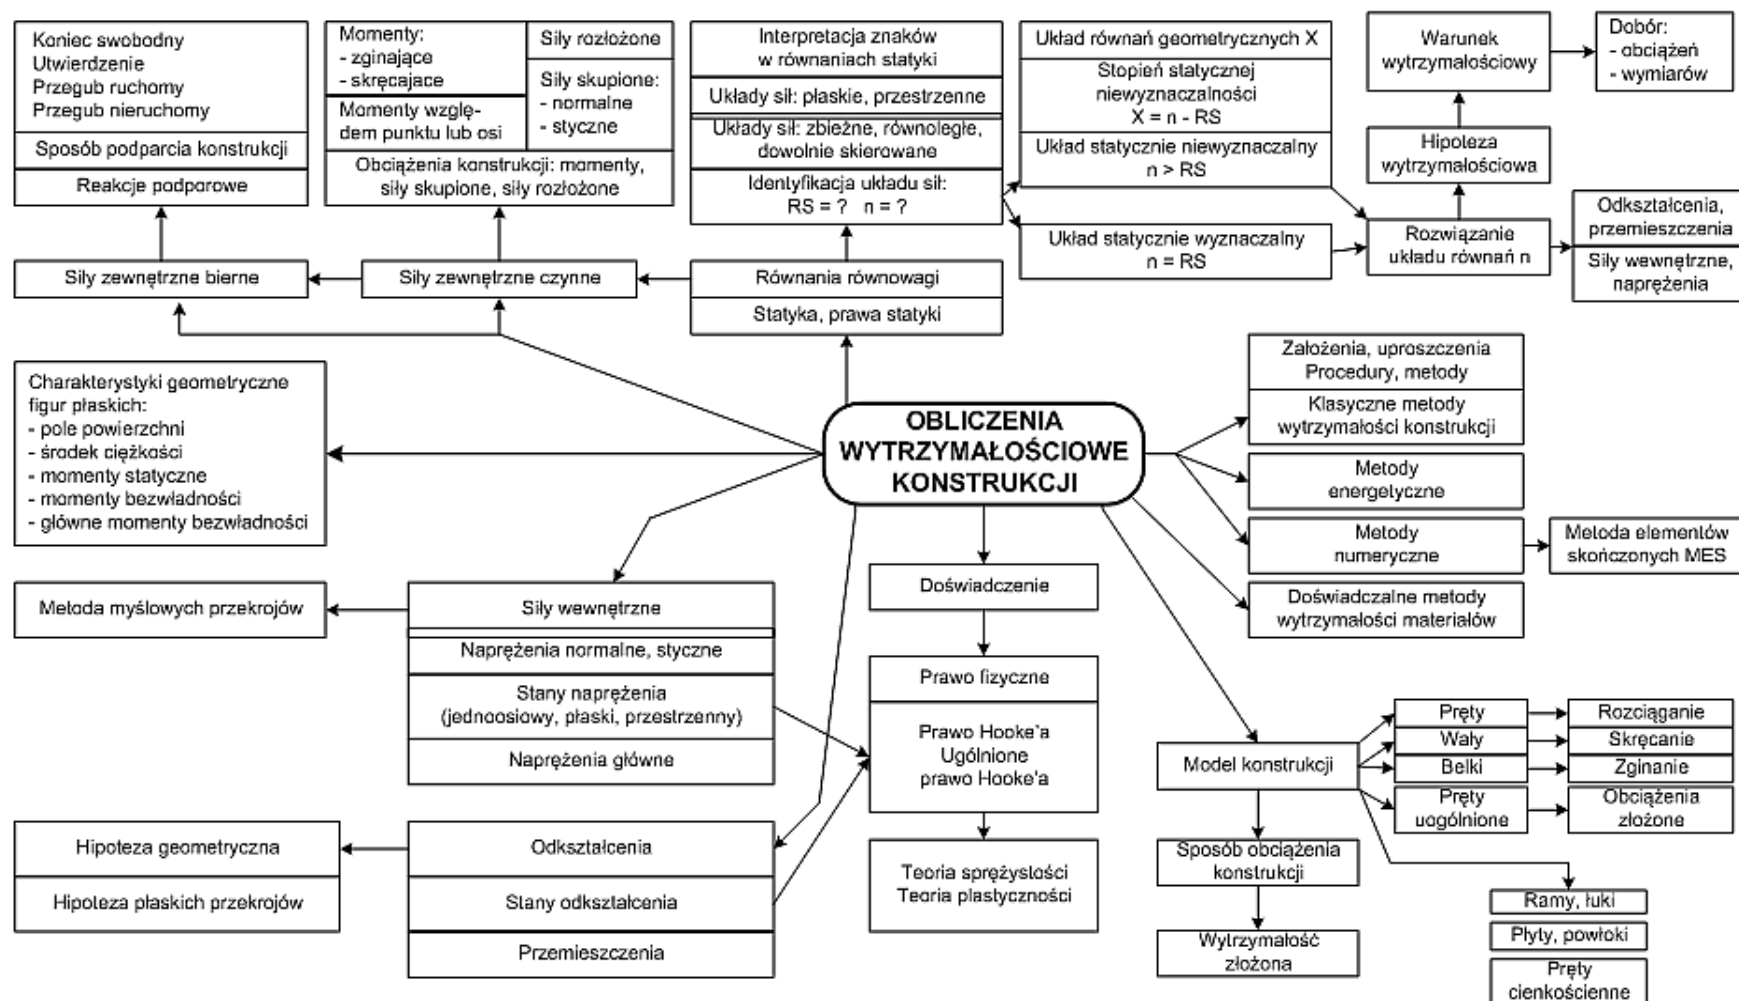 Koniec swobodny
Utwierdzenie
Przegub ruchomy
Przegub nieruchomy
Sposób podparcia konstrukcji
Reakcje podporowe
Momenty:
- zginające
- skręcajace
Momenty wzglę-
dem punktu lub osi
Siły rozłożone
Siły skupione:
- normalne
- styczne
Obciążenia konstrukcji: momenty,
siły skupione, siły rozłożone
Interpretacja znaków
w równaniach statyki
Układy sił: płaskie, przestrzenne
Układy sił: zbieżne, równoległe,
dowolnie skierowane
Identyfikacja układu sił:
RS = ? n = ?
Układ równań geometrycznych X
Stopień statycznej
niewyznaczalności
X = n - RS
Układ statycznie niewyznaczalny
n > RS
Układ statycznie wyznaczalny
n = RS
Warunek
wytrzymałościowy
Dobór:
- obciążeń
- wymiarów
Hipoteza
wytrzymałościowa
Rozwiązanie
układu równań n
Odkształcenia,
przemieszczenia
Siły wewnętrzne,
naprężenia
Siły zewnętrzne bierne
Siły zewnętrzne czynne
Równania równowagi
Statyka, prawa statyki
Charakterystyki geometryczne
figur płaskich:
- pole powierzchni
- środek ciężkości
- momenty statyczne
- momenty bezwładności
- główne momenty bezwładności
OBLICZENIA
WYTRZYMAŁOŚCIOWE
KONSTRUKCJI
Założenia, uproszczenia
Procedury, metody
Klasyczne metody
wytrzymałości konstrukcji
Metody
energetyczne
Metody
numeryczne
Metoda elementów
skończonych MES
Doświadczalne metody
wytrzymałości materiałów
Metoda myślowych przekrojów
Siły wewnętrzne
Naprężenia normalne, styczne
Stany naprężenia
(jednoosiowy, płaski, przestrzenny)
Naprężenia główne
Doświadczenie
Prawo fizyczne
Prawo Hooke'a
Ugólnione
prawo Hooke'a
Teoria sprężystości
Teoria plastyczności
Hipoteza geometryczna
Hipoteza płaskich przekrojów
Odkształcenia
Stany odkształcenia
Przemieszczenia
Model konstrukcji
Sposób obciążenia
konstrukcji
Wytrzymałość
złożona
Pręty
Rozciąganie
Wały
Skręcanie
Belki
Zginanie
Pręty
uogólnione
Obciążenia
złożone
Ramy, łuki
Płyty, powłoki
Pręty
cienkościenne